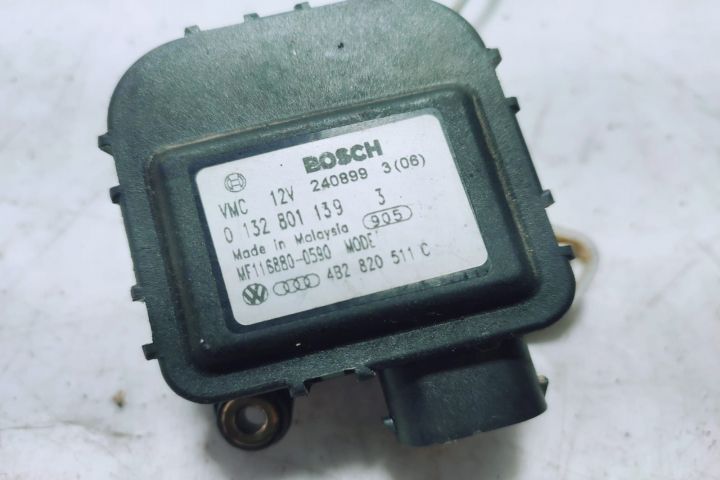 BOSCH
VMC 12V 240899 3(06)
0 132 801 139 3
Made in Malaysia 905
MF116880-0590 MODE
4B2 820 511 C